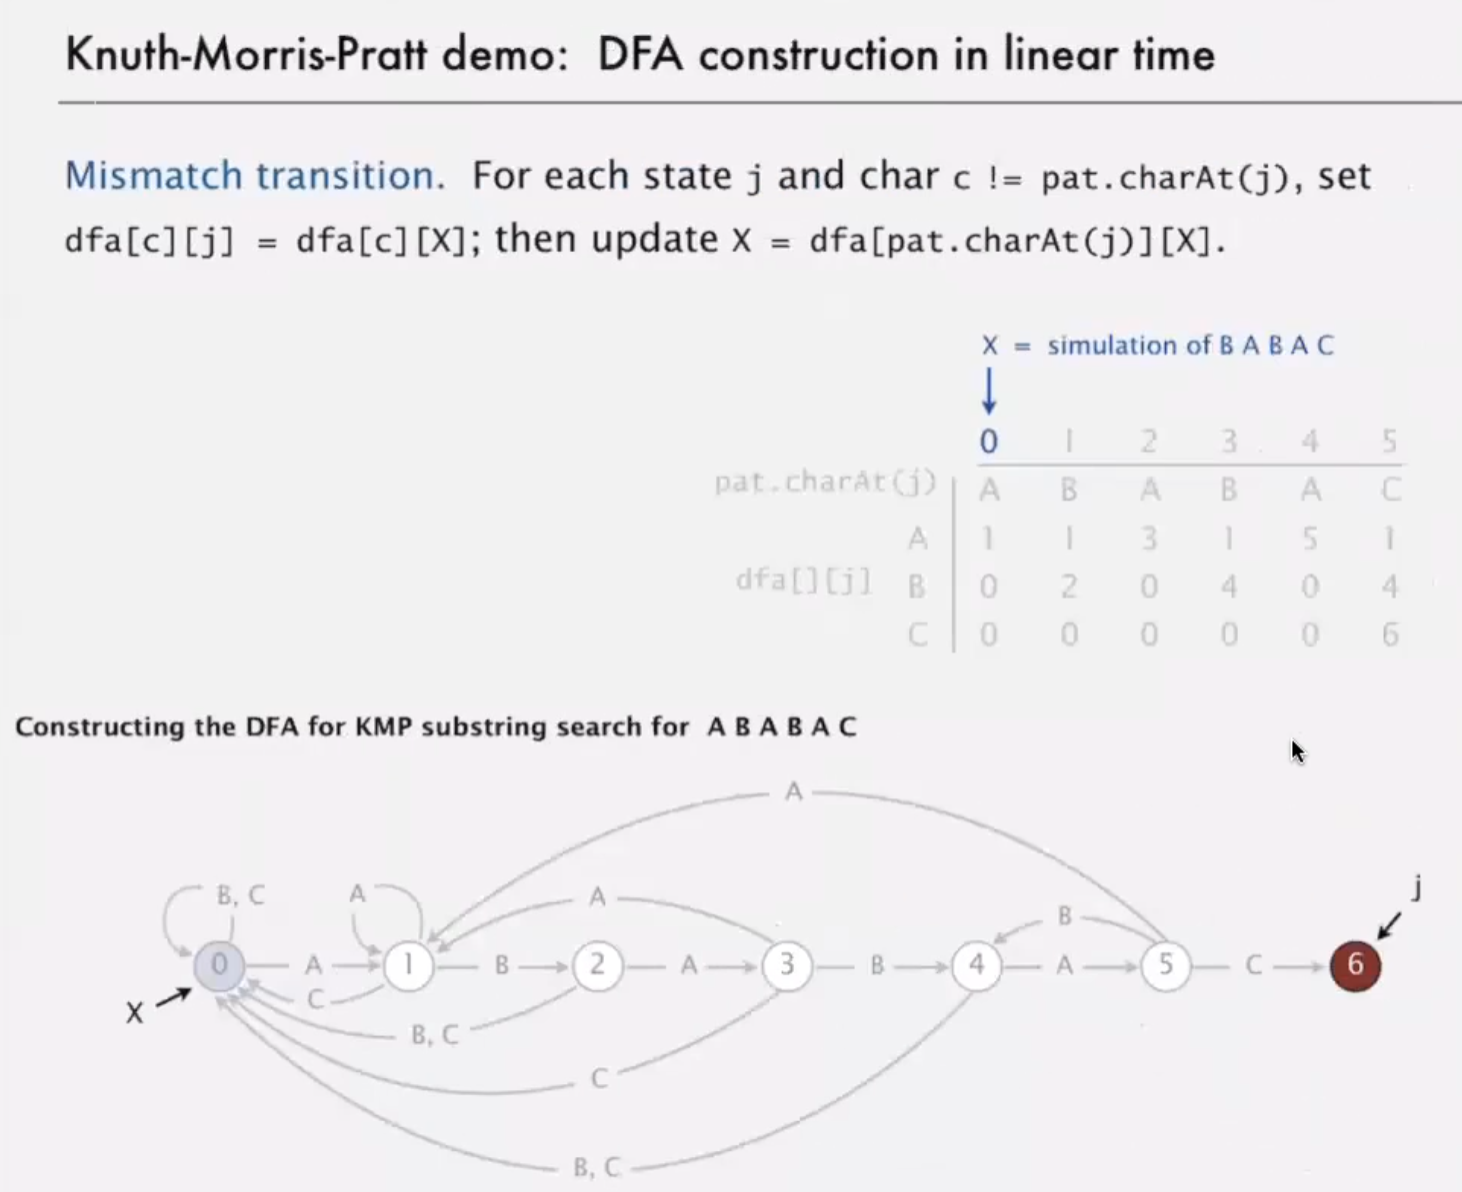 Knuth-Morris-Pratt demo: DFA construction in linear time
Mismatch transition. For each state j and char c != pat.charAt(j), set
dfa[c][j] = dfa[c][X]; then update X = dfa[pat.charAt(j)][X].
X = simulation of B A B A C
0 1 2 3 4 5
pat.charAt(j) A B A B A C
A 1 1 3 1 5 1
dfa[][j] B 0 2 0 4 0 4
C 0 0 0 0 0 6
Constructing the DFA for KMP substring search for A B A B A C
A
j
B, C A A B
0 A 1 B 2 A 3 B 4 A 5 C 6
X C
B, C
C
B, C